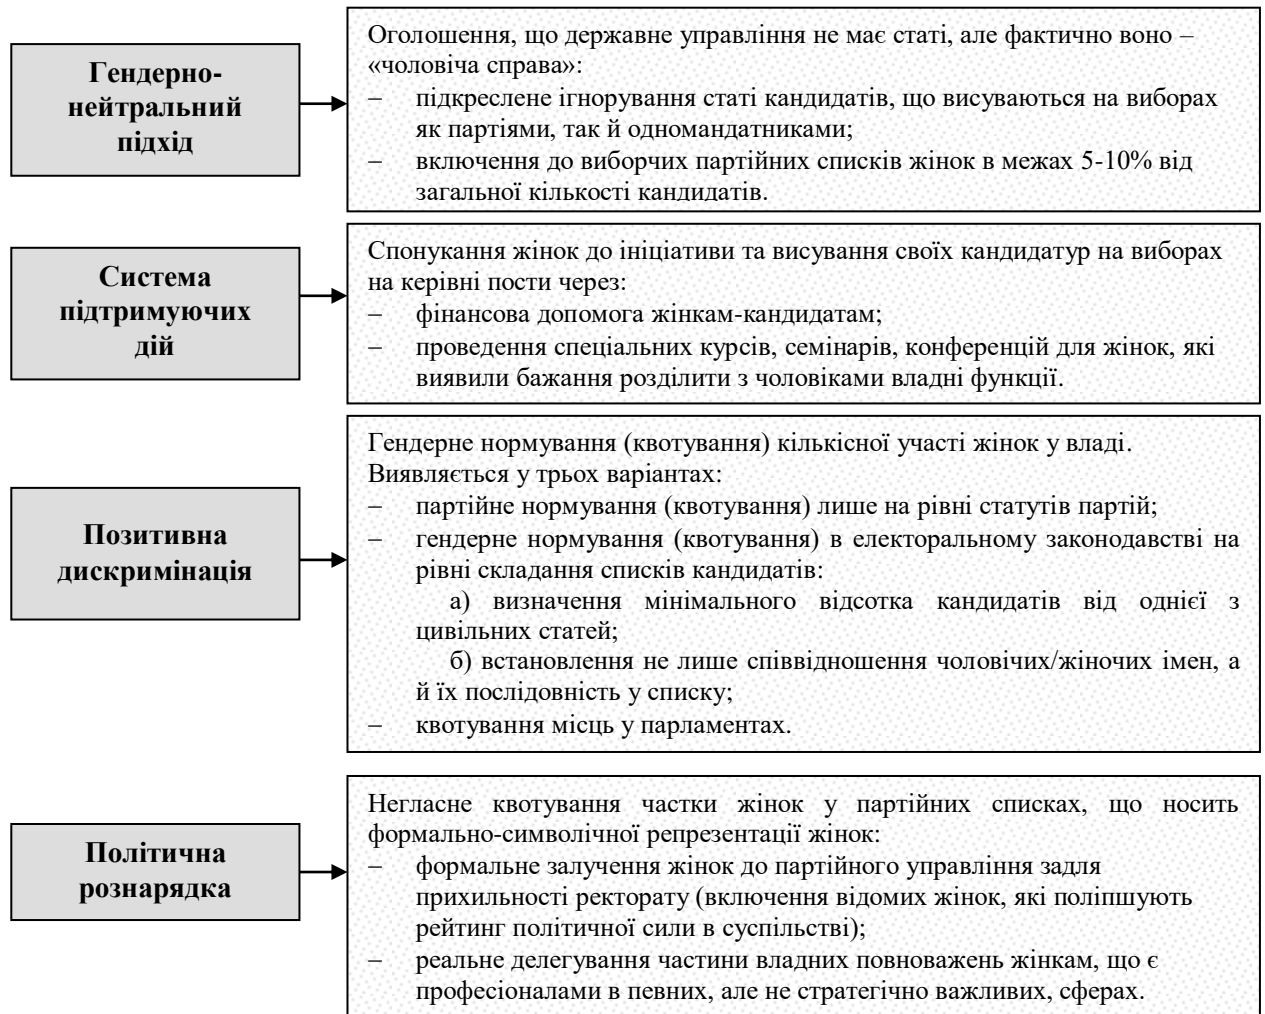 Гендерно-
нейтральний
підхід
Оголошення, що державне управління не має статі, але фактично воно –
«чоловіча справа»:
– підкреслене ігнорування статі кандидатів, що висуваються на виборах
як партіями, так й одномандатниками;
– включення до виборчих партійних списків жінок в межах 5-10% від
загальної кількості кандидатів.
Система
підтримуючих
дій
Спонукання жінок до ініціативи та висування своїх кандидатур на виборах
на керівні пости через:
– фінансова допомога жінкам-кандидатам;
– проведення спеціальних курсів, семінарів, конференцій для жінок, які
виявили бажання розділити з чоловіками владні функції.
Позитивна
дискримінація
Гендерне нормування (квотування) кількісної участі жінок у владі.
Виявляється у трьох варіантах:
– партійне нормування (квотування) лише на рівні статутів партій;
– гендерне нормування (квотування) в електоральному законодавстві на
рівні складання списків кандидатів:
а) визначення мінімального відсотка кандидатів від однієї з
цивільних статей;
б) встановлення не лише співвідношення чоловічих/жіночих імен, а
й їх послідовність у списку;
– квотування місць у парламентах.
Політична
рознарядка
Негласне квотування частки жінок у партійних списках, що носить
формально-символічної репрезентації жінок:
– формальне залучення жінок до партійного управління задля
прихильності ректорату (включення відомих жінок, які поліпшують
рейтинг політичної сили в суспільстві);
– реальне делегування частини владних повноважень жінкам, що є
професіоналами в певних, але не стратегічно важливих, сферах.